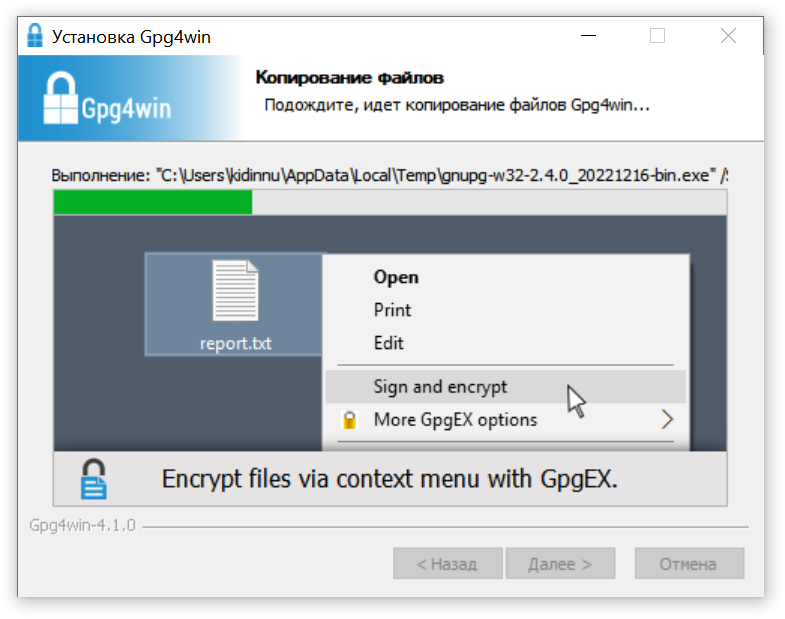 Установка Gpg4win
Gpg4win
Копирование файлов
Подождите, идет копирование файлов Gpg4win...
Выполнение: "C:\Users\kidinnu\AppData\Local\Temp\gnupg-w32-2.4.0_20221216-bin.exe" /
report.txt
Open
Print
Edit
Sign and encrypt
More GpgEX options
Encrypt files via context menu with GpgEX.
Gpg4win-4.1.0
< Назад
Далее >
Отмена